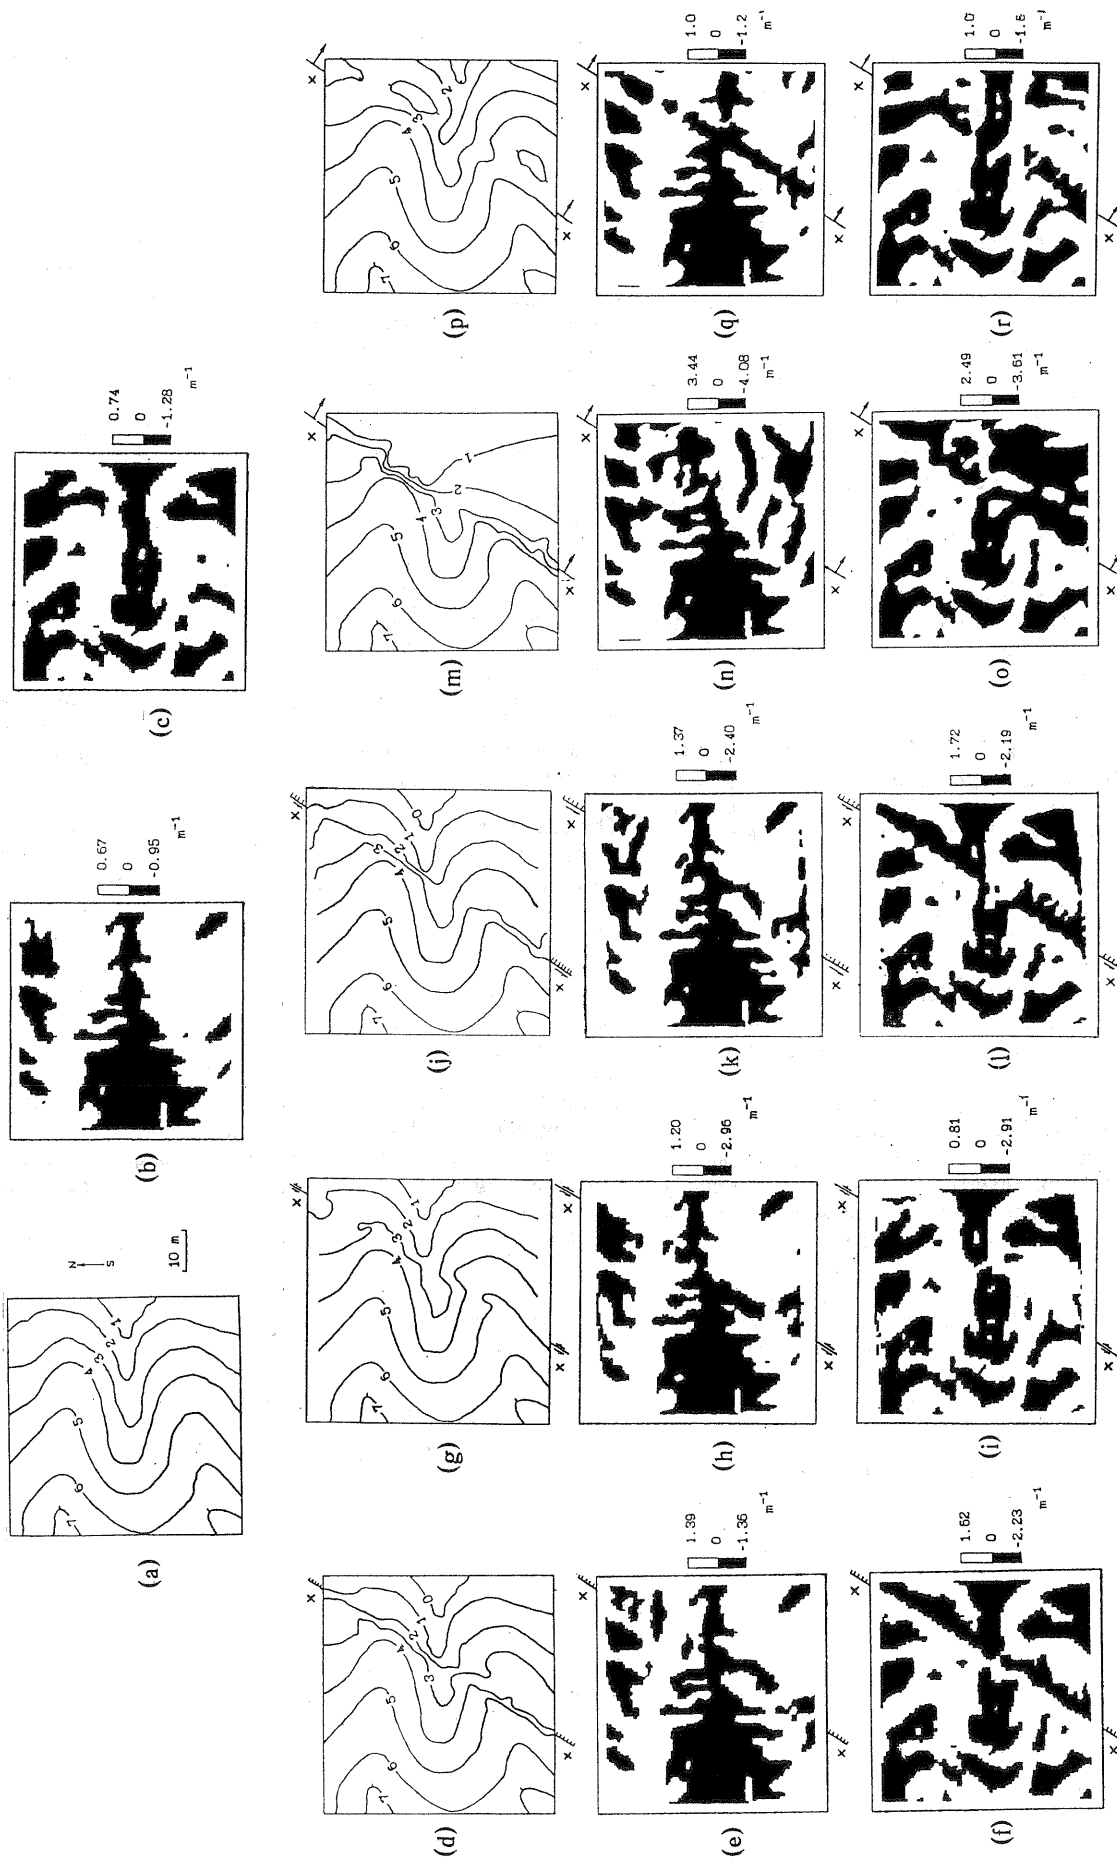 7
6
5
4
3
2
1
(a)
N
S
10 m
0.67
0
-0.95
m⁻¹
(b)
0.74
0
-1.28
m⁻¹
(c)
x
7
6
5
4
3
2
1
0
x
(d)
x
1.39
0
-1.36
m⁻¹
x
(e)
x
1.62
0
-2.23
m⁻¹
x
(f)
x
7
6
5
4
3
2
1
x
(g)
x
1.20
0
-2.96
m⁻¹
x
(h)
x
0.81
0
-2.91
m⁻¹
x
(i)
x
7
6
5
4
3
2
1
0
x
(j)
x
1.37
0
-2.40
m⁻¹
x
(k)
x
1.72
0
-2.19
m⁻¹
x
(l)
x
7
6
5
4
3
2
1
x
(m)
x
3.44
0
-4.08
m⁻¹
x
(n)
x
2.49
0
-3.61
m⁻¹
x
(o)
x
7
6
5
4
3
2
x
(p)
x
1.0
0
-1.2
m⁻¹
x
(q)
x
1.0
0
-1.6
m⁻¹
x
(r)